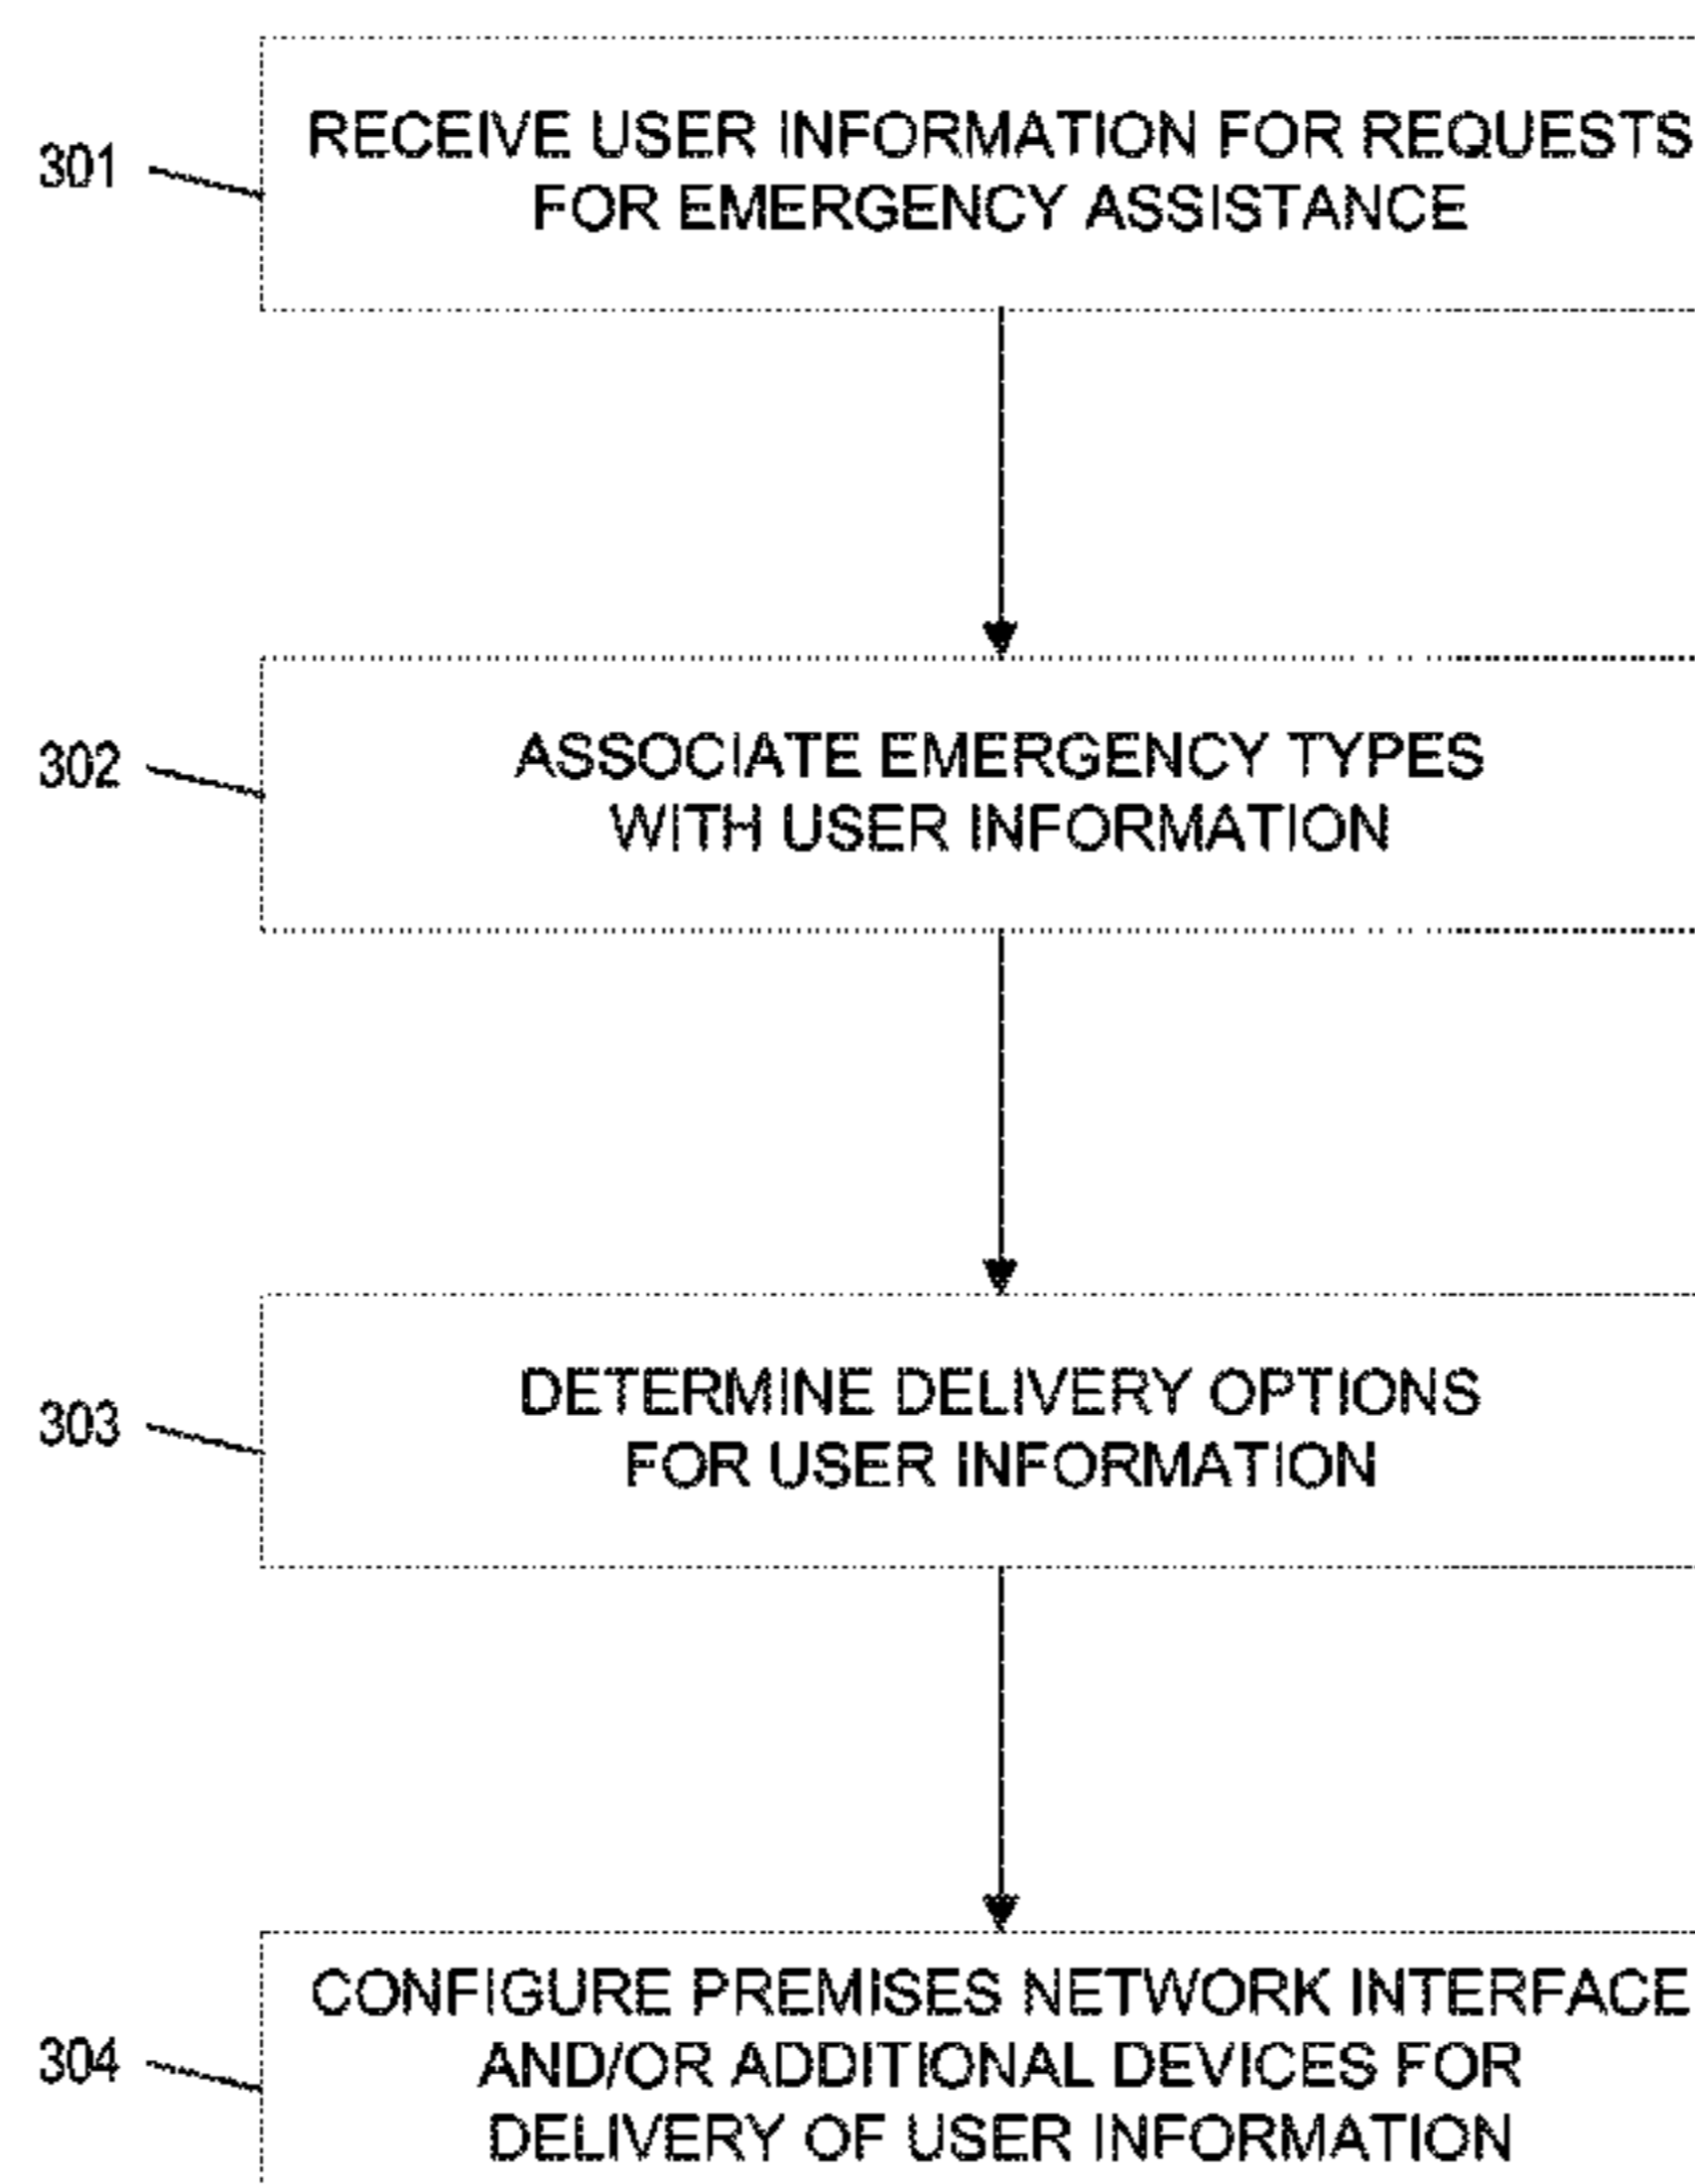 301
RECEIVE USER INFORMATION FOR REQUESTS
FOR EMERGENCY ASSISTANCE
302
ASSOCIATE EMERGENCY TYPES
WITH USER INFORMATION
303
DETERMINE DELIVERY OPTIONS
FOR USER INFORMATION
304
CONFIGURE PREMISES NETWORK INTERFACE
AND/OR ADDITIONAL DEVICES FOR
DELIVERY OF USER INFORMATION